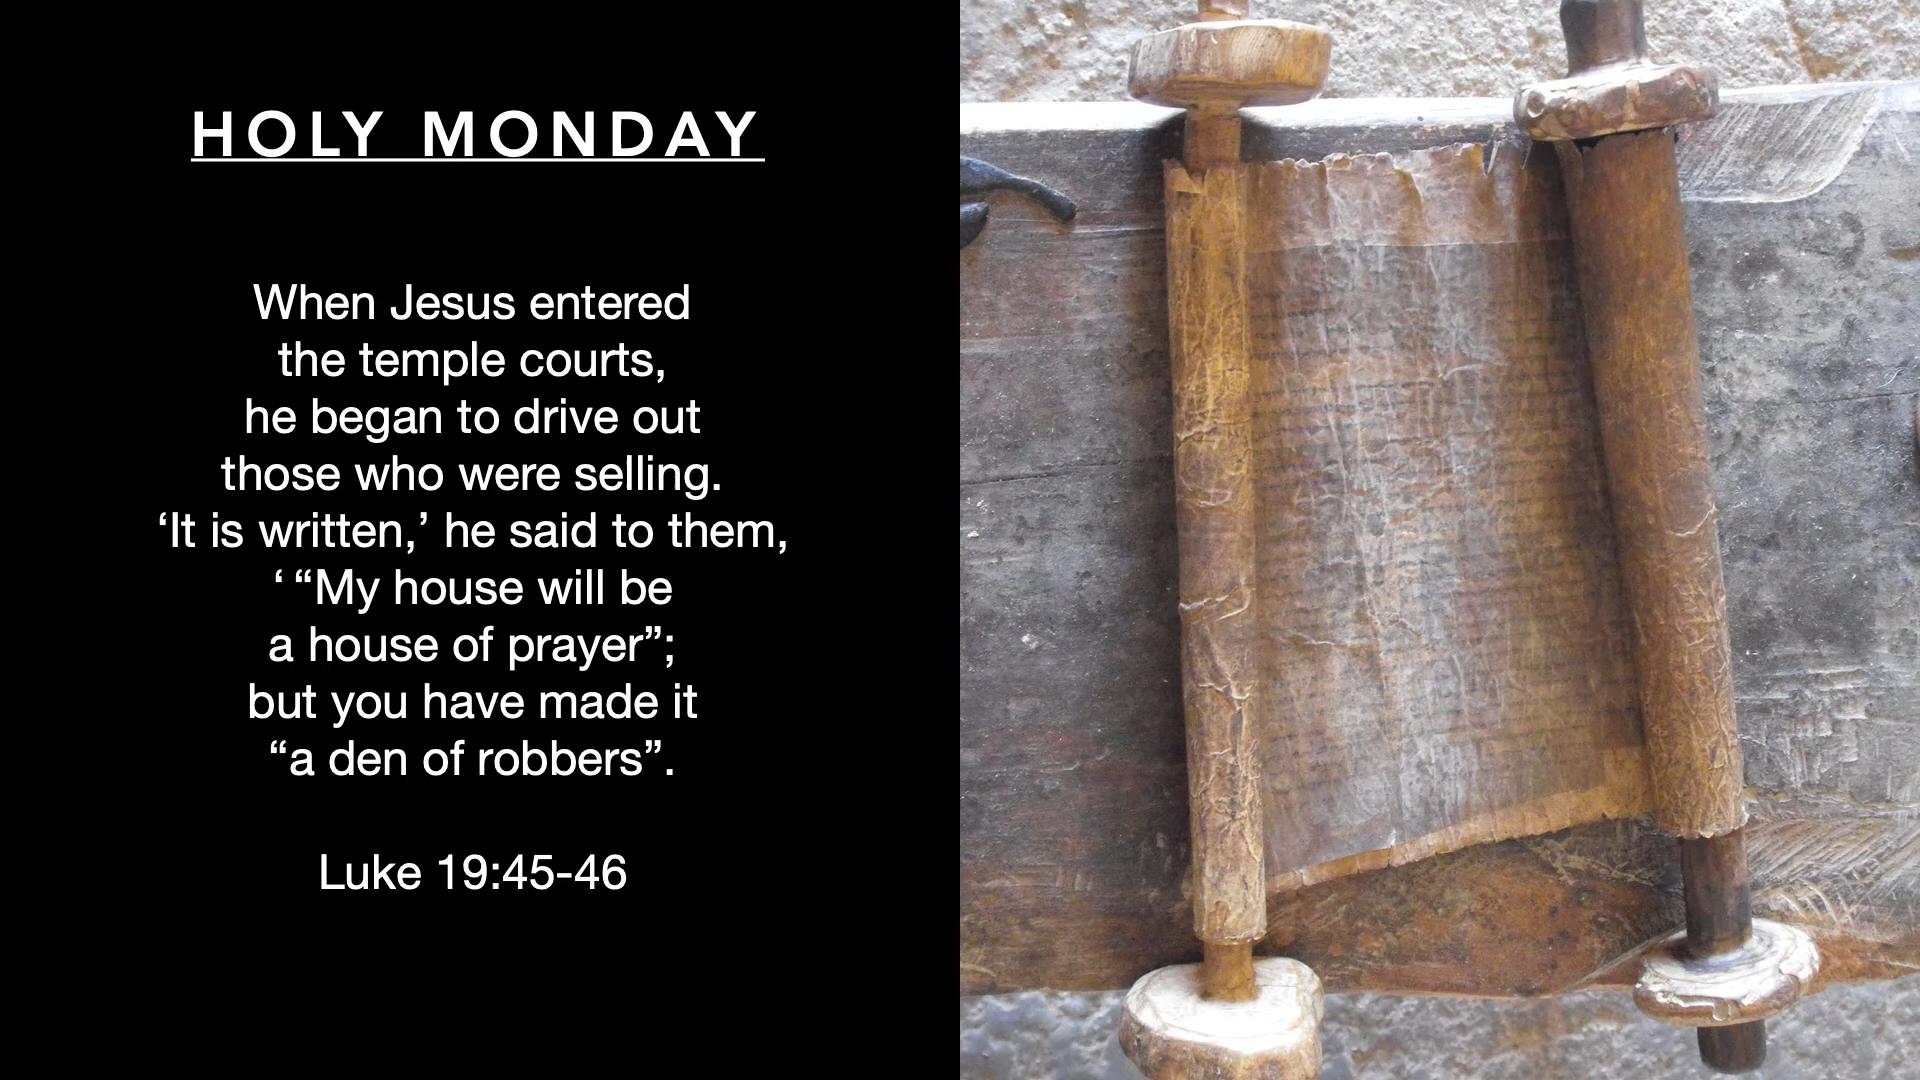 HOLY MONDAY
When Jesus entered
the temple courts,
he began to drive out
those who were selling.
‘It is written,’ he said to them,
‘ “My house will be
a house of prayer”;
but you have made it
“a den of robbers”.
Luke 19:45-46